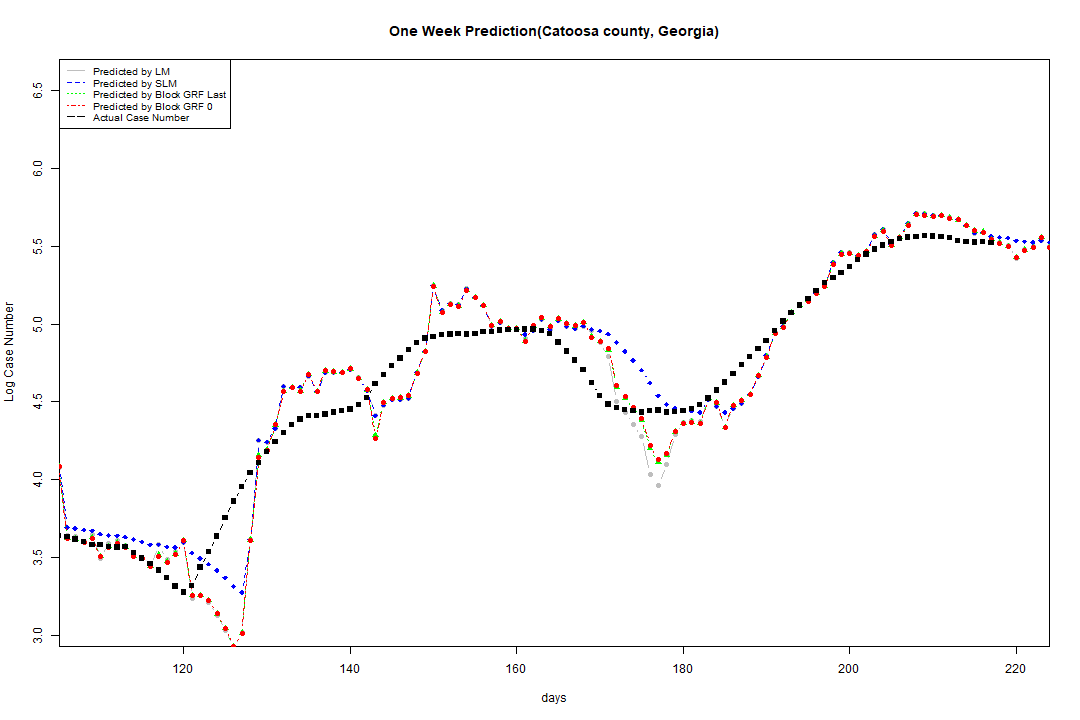 One Week Prediction(Catoosa county, Georgia)
Predicted by LM
Predicted by SLM
Predicted by Block GRF Last
Predicted by Block GRF 0
Actual Case Number
Log Case Number
6.5
6.0
5.5
5.0
4.5
4.0
3.5
3.0
120 140 160 180 200 220
days